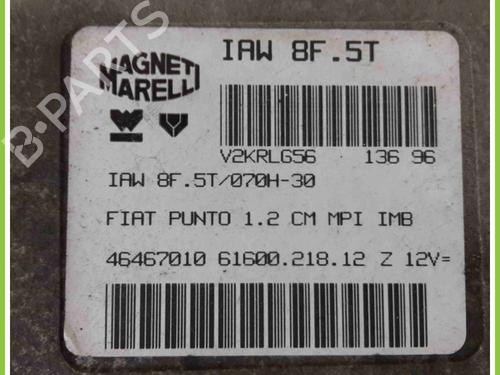 MAGNETI
MARELLI
IAW 8F.5T
V2KRLG56 136 96
IAW 8F.5T/070H-30
FIAT PUNTO 1.2 CM MPI IMB
46467010 61600.218.12 Z 12V=
B-PARTS